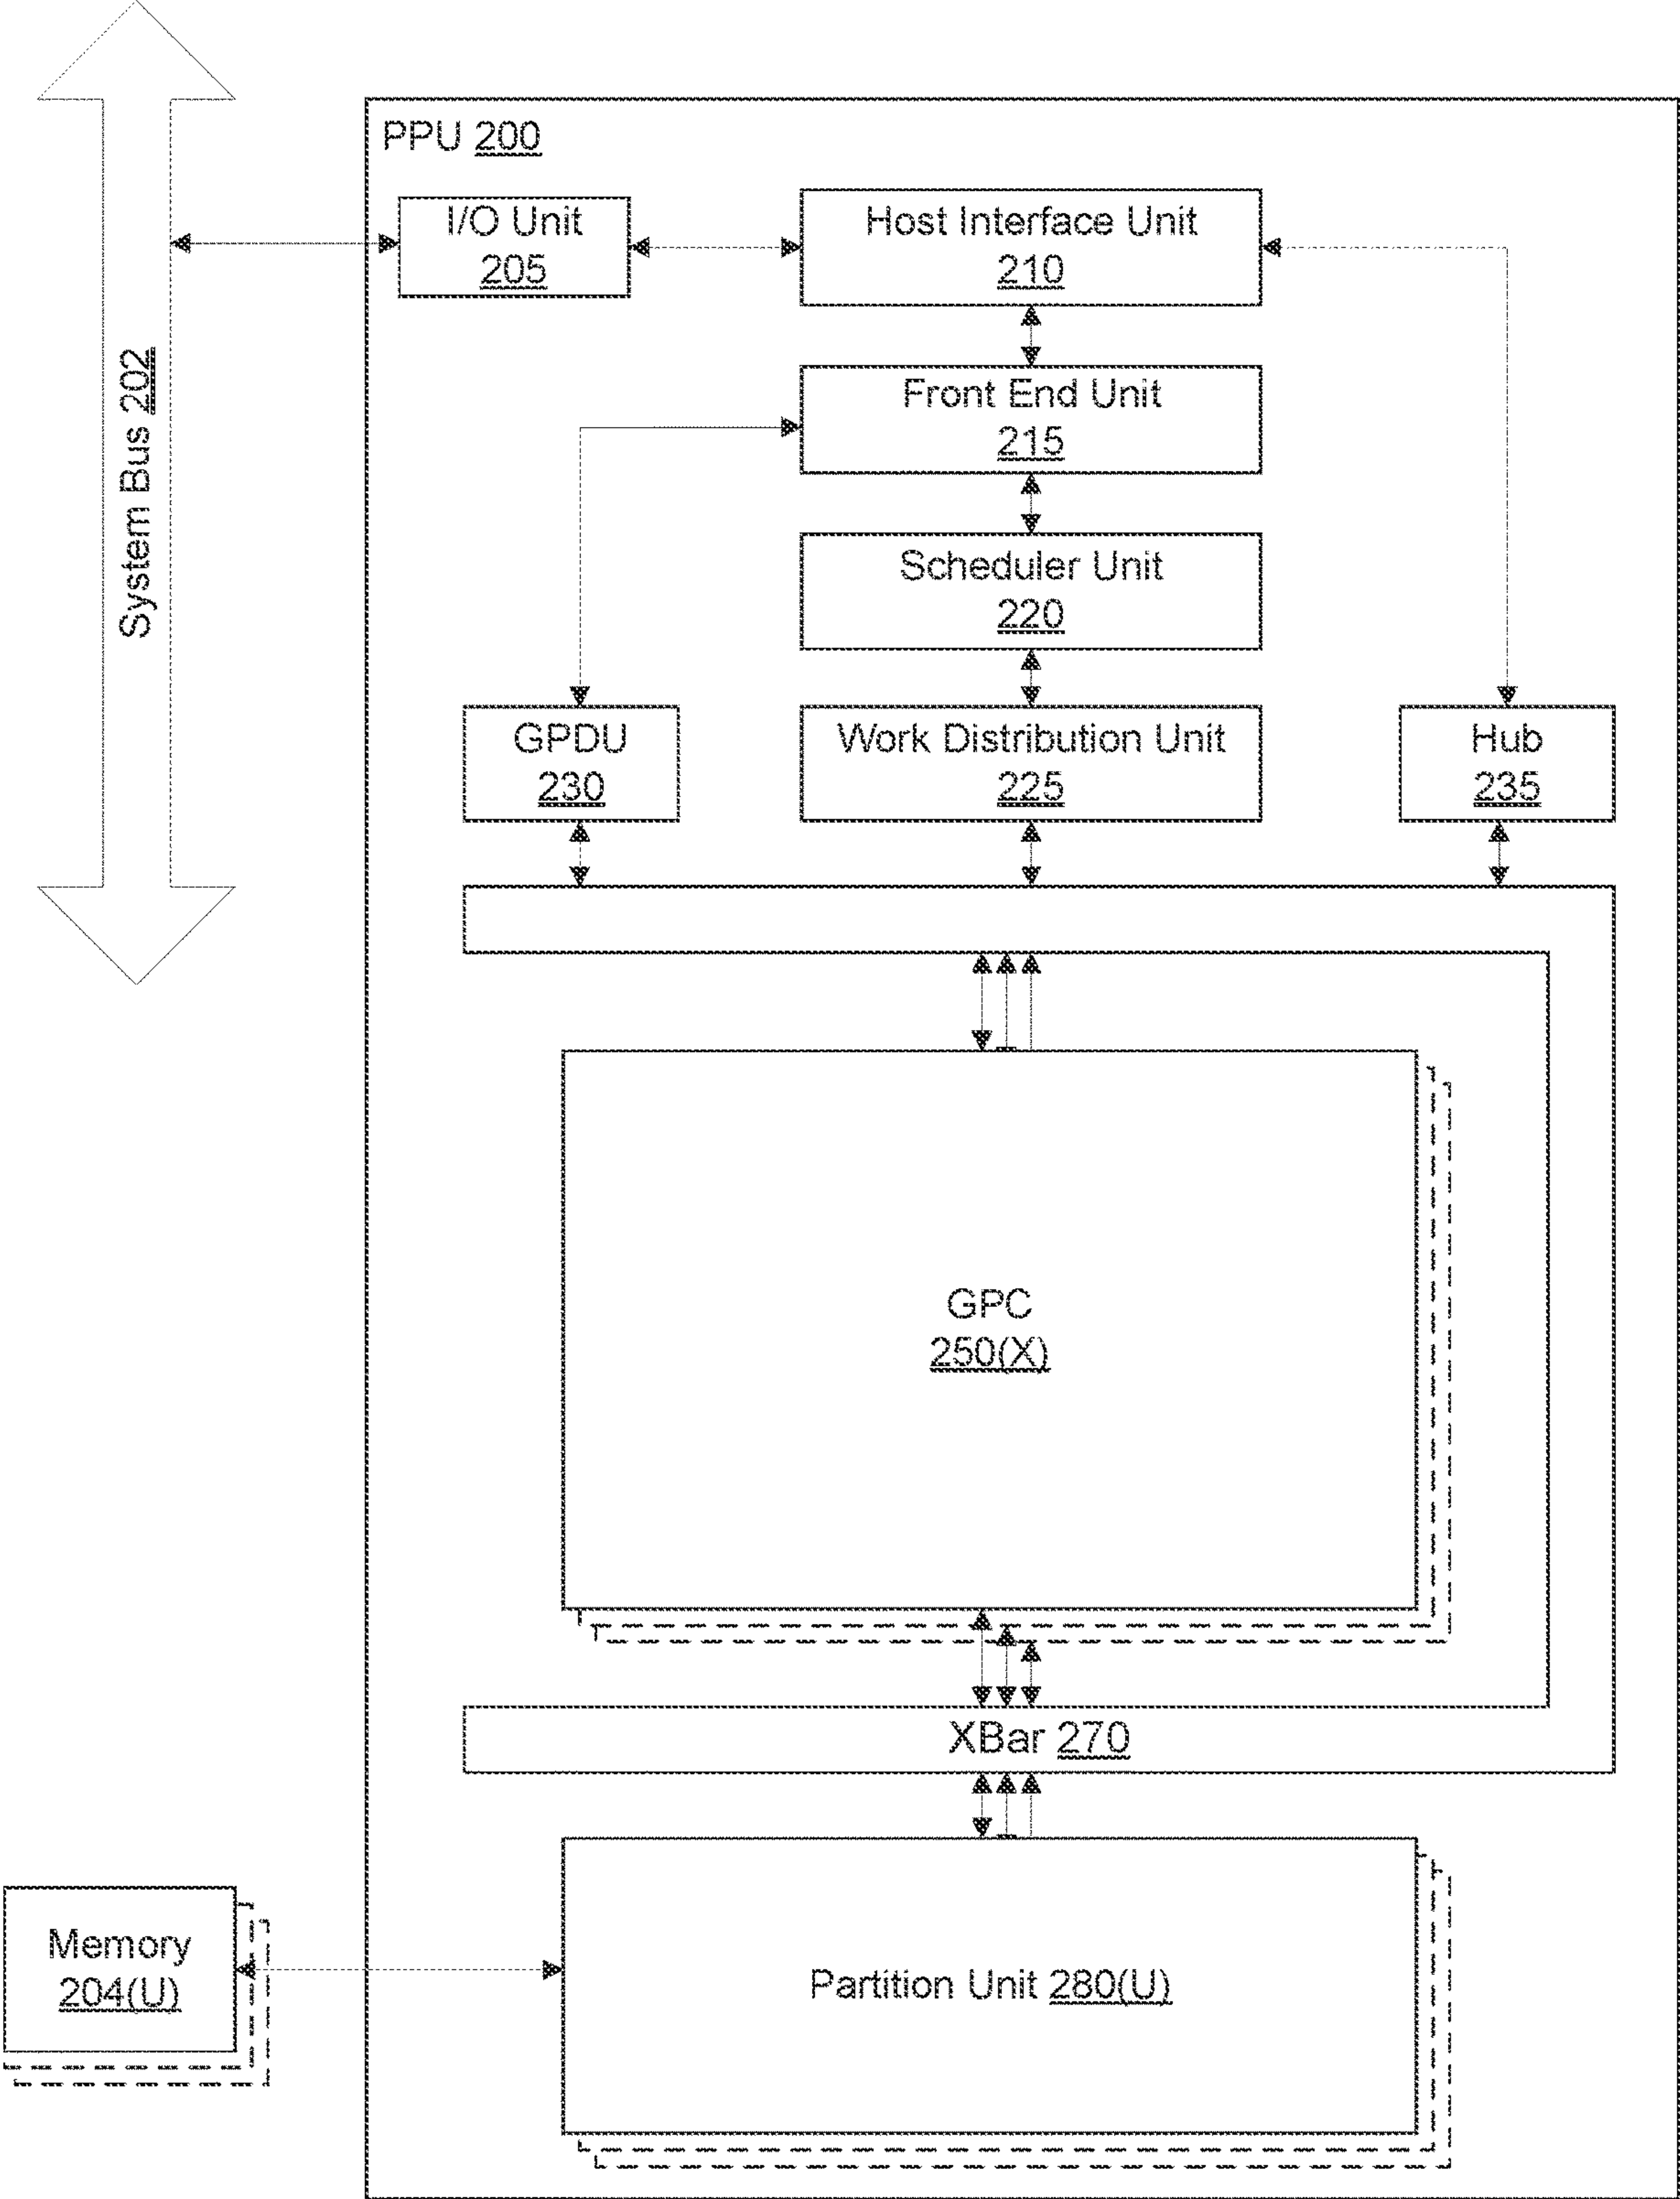 PPU 200
I/O Unit
205
Host Interface Unit
210
System Bus 202
Front End Unit
215
Scheduler Unit
220
GPDU
230
Work Distribution Unit
225
Hub
235
GPC
250(X)
XBar 270
Memory
204(U)
Partition Unit 280(U)